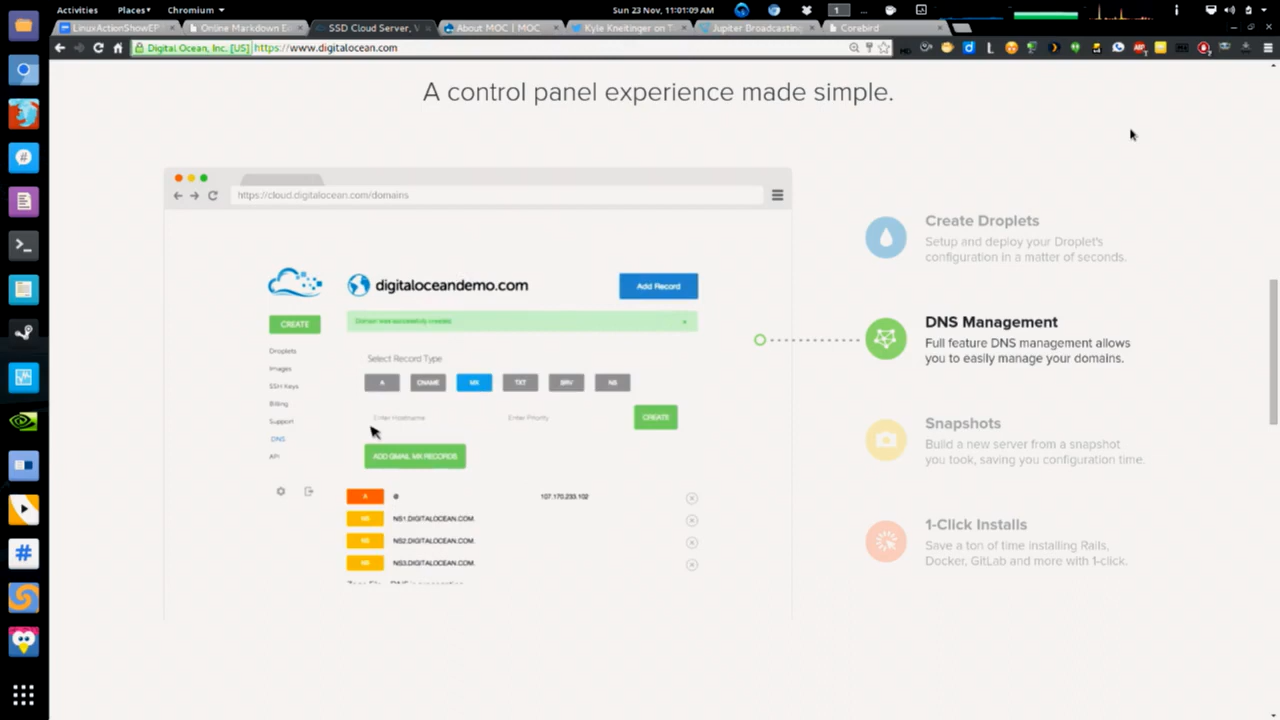 Activities Places Chromium Sun 23 Nov, 11:01:09 AM 1 ...
LinuxActionShowEP Online Markdown Ed SSD Cloud Server, V About MOC | MOC Kyle Kneitinger on T Jupiter Broadcasting Corebird
Digital Ocean, Inc. [US] https://www.digitalocean.com
A control panel experience made simple.
https://cloud.digitalocean.com/domains
digitaloceandemo.com
Add Record
CREATE
Domain was successfully created.
Droplets
Images
SSH Keys
Billing
Support
DNS
API
Select Record Type
A CNAME MX TXT SRV NS
Enter Hostname Enter Priority CREATE
ADD GMAIL MX RECORDS
A @ 107.170.233.102
NS NS1.DIGITALOCEAN.COM.
NS NS2.DIGITALOCEAN.COM.
NS NS3.DIGITALOCEAN.COM.
Create Droplets
Setup and deploy your Droplet's
configuration in a matter of seconds.
DNS Management
Full feature DNS management allows
you to easily manage your domains.
Snapshots
Build a new server from a snapshot
you took, saving you configuration time.
1-Click Installs
Save a ton of time installing Rails,
Docker, GitLab and more with 1-click.